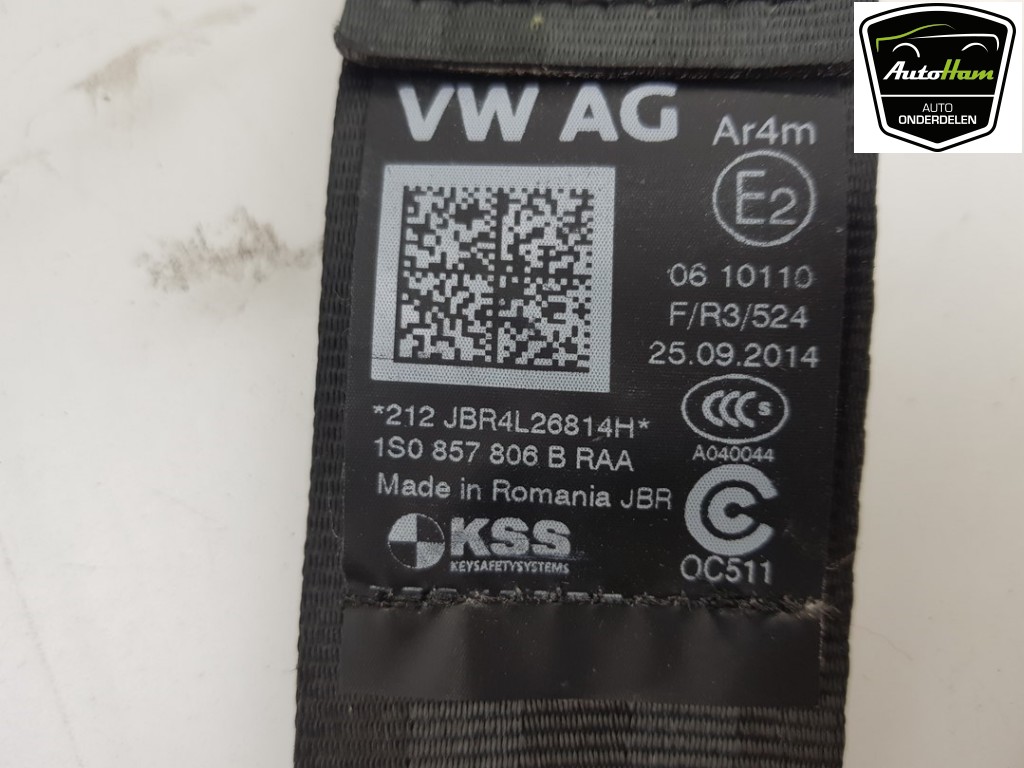 VW AG
Ar4m
E2
06 10110
F/R3/524
25.09.2014
CCC S
A040044
*212 JBR4L26814H*
1S0 857 806 B RAA
Made in Romania JBR
KSS
KEYSAFETYSYSTEMS
C
OC511
AutoHam
AUTO
ONDERDELEN